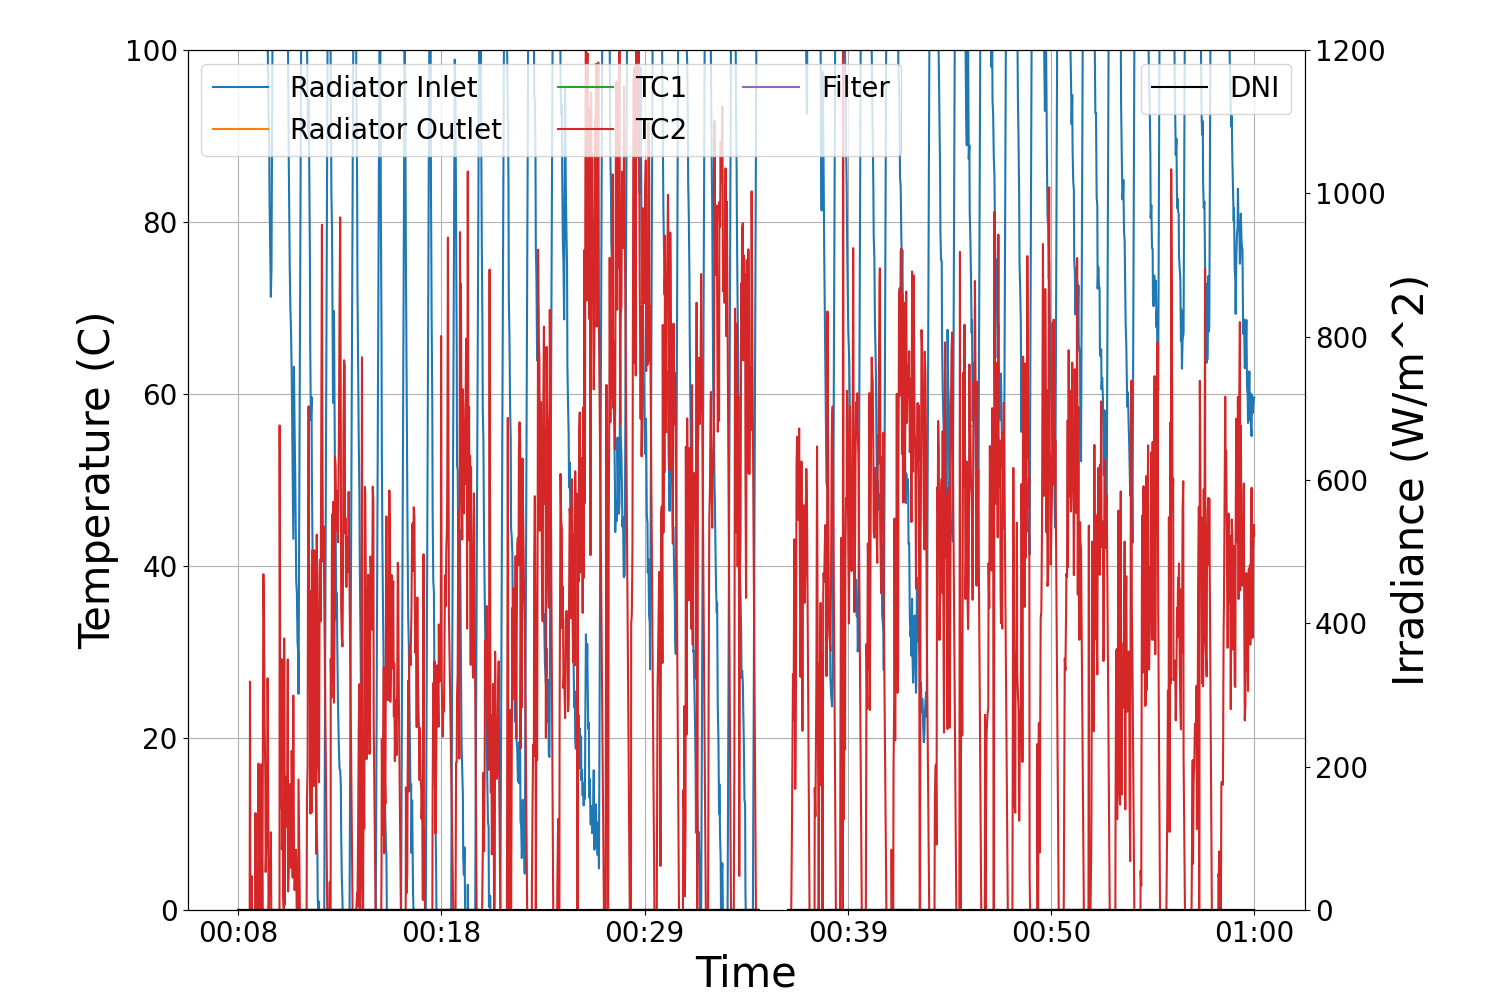 100
80
60
40
20
0
Temperature (C)
Radiator Inlet
Radiator Outlet
TC1
TC2
Filter
DNI
1200
1000
800
600
400
200
0
Irradiance (W/m^2)
00:08
00:18
00:29
00:39
00:50
01:00
Time